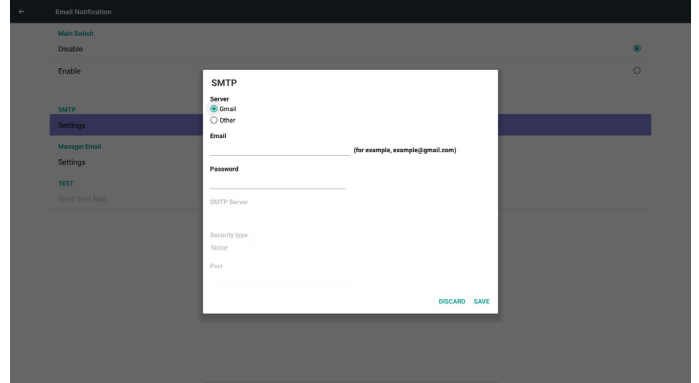 Email Notification
Main Switch
Disable
Enable
SMTP
Settings
Manager Email
Settings
TEST
Send Test Mail
SMTP
Server
Gmail
Other
Email
(for example, example@gmail.com)
Password
SMTP Server
Security type
None
Port
DISCARD SAVE